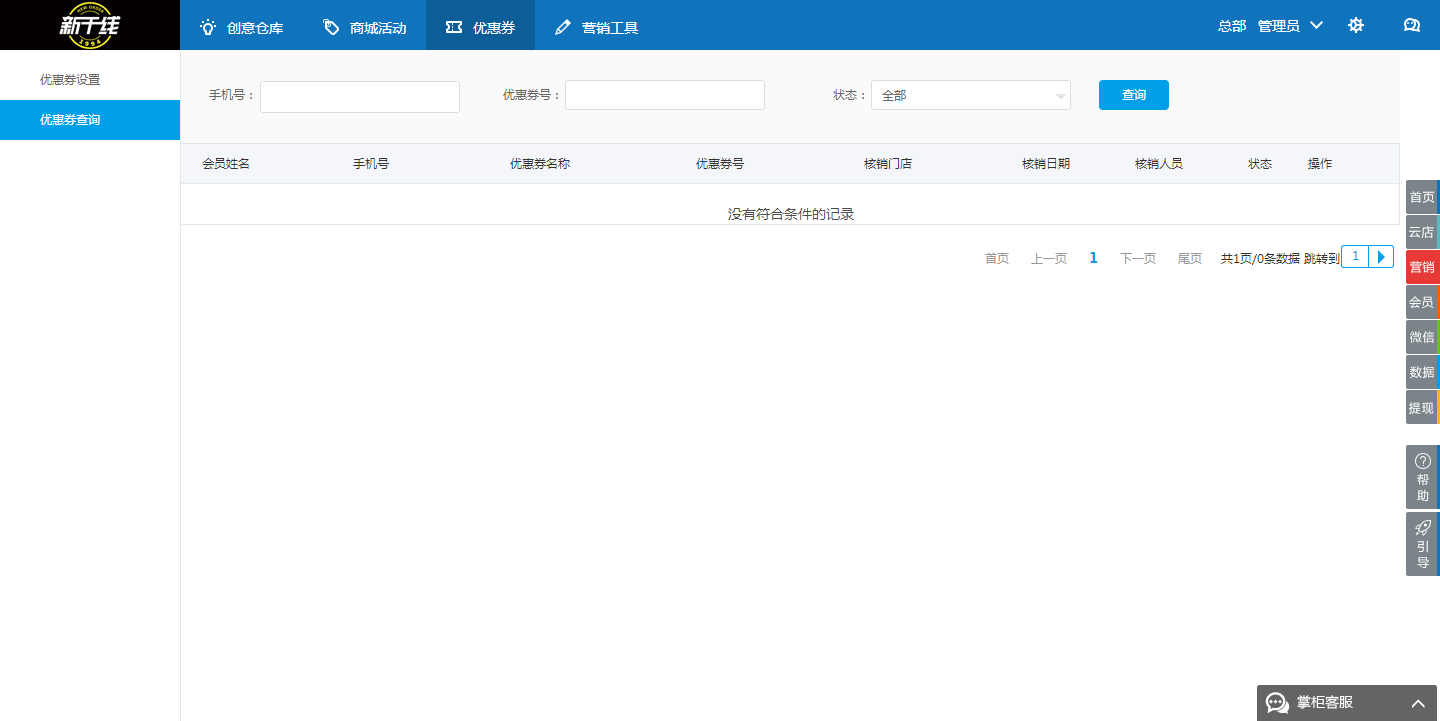 NEW ORDER
新干线
1994
创意仓库 商城活动 优惠券 营销工具 总部 管理员
优惠券设置
优惠券查询
手机号： 优惠券号： 状态： 全部 查询
会员姓名 手机号 优惠券名称 优惠券号 核销门店 核销日期 核销人员 状态 操作
没有符合条件的记录
首页 上一页 1 下一页 尾页 共1页/0条数据 跳转到 1
首页
云店
营销
会员
微信
数据
提现
帮
助
引
导
掌柜客服